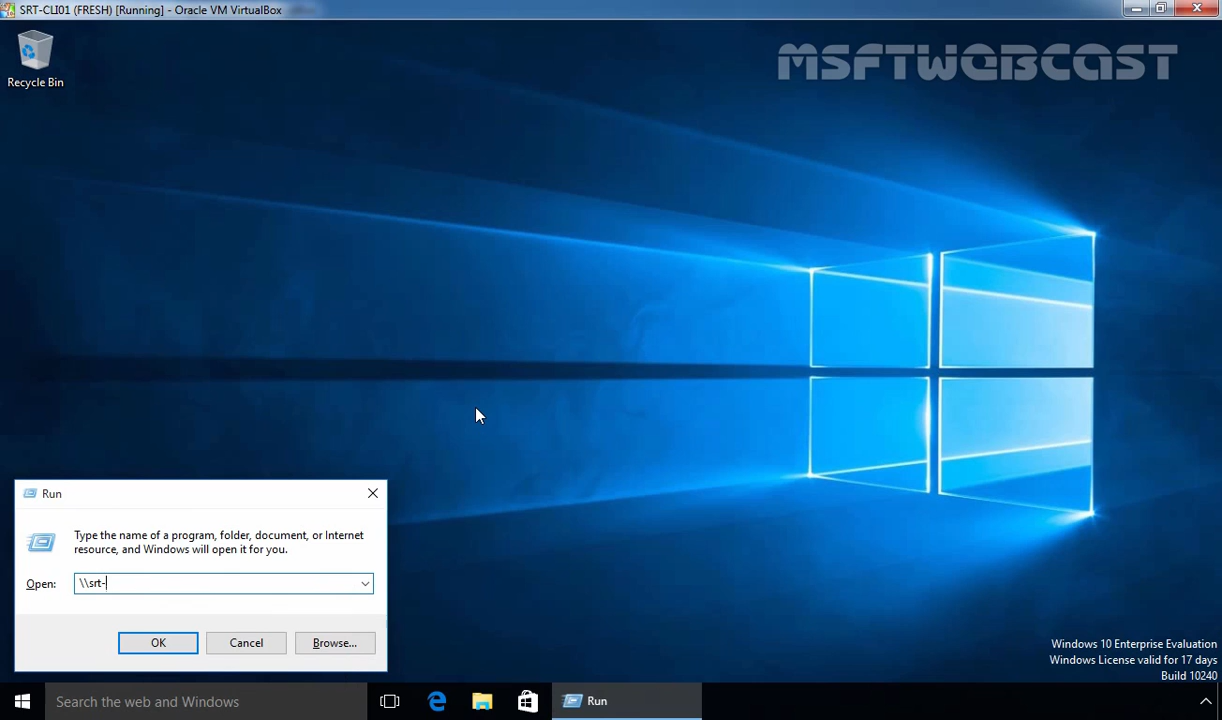 SRT-CLI01 (FRESH) [Running] - Oracle VM VirtualBox
Recycle Bin
MSFTWEBCAST
Run
Type the name of a program, folder, document, or Internet
resource, and Windows will open it for you.
Open: \\srt-
OK Cancel Browse...
Windows 10 Enterprise Evaluation
Windows License valid for 17 days
Build 10240
Search the web and Windows
Run